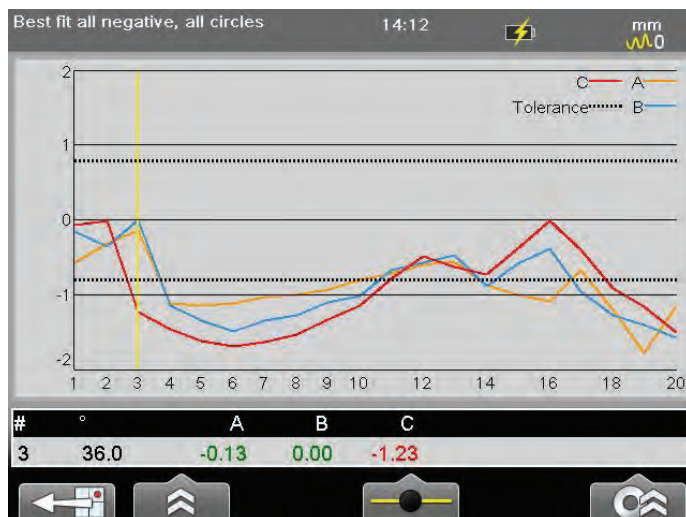 Best fit all negative, all circles 14:12 mm
0
2
C A
Tolerance B
1
0
-1
-2
1 2 3 4 5 6 7 8 9 10 12 14 16 18 20
# ° A B C
3 36.0 -0.13 0.00 -1.23